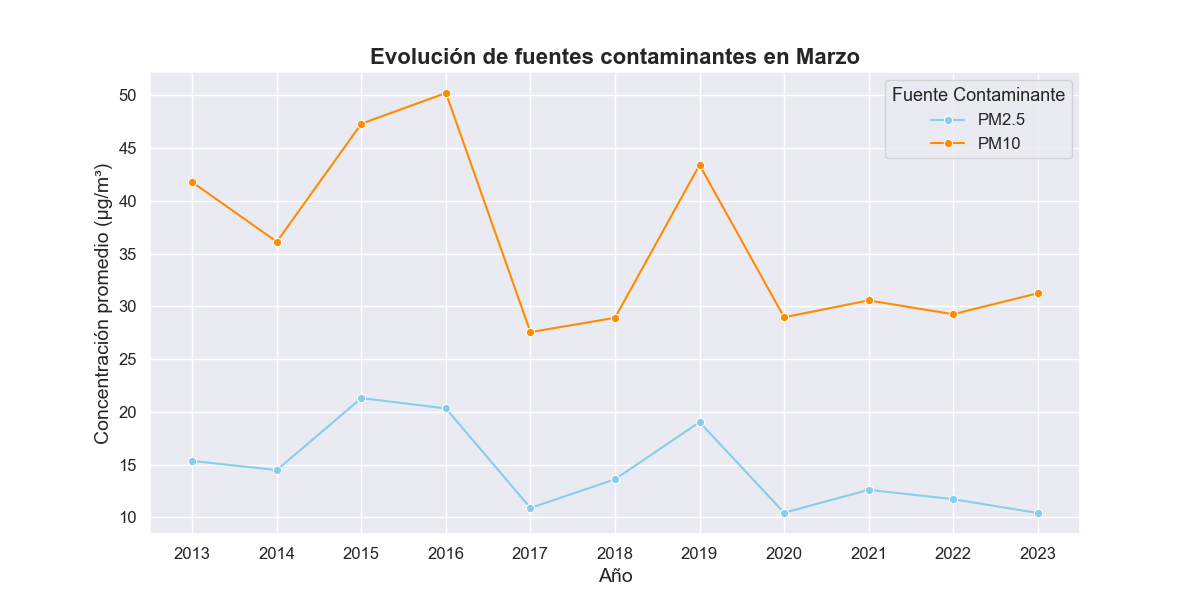 Evolución de fuentes contaminantes en Marzo
Fuente Contaminante
PM2.5
PM10
Concentración promedio (µg/m³)
50
45
40
35
30
25
20
15
10
2013 2014 2015 2016 2017 2018 2019 2020 2021 2022 2023
Año